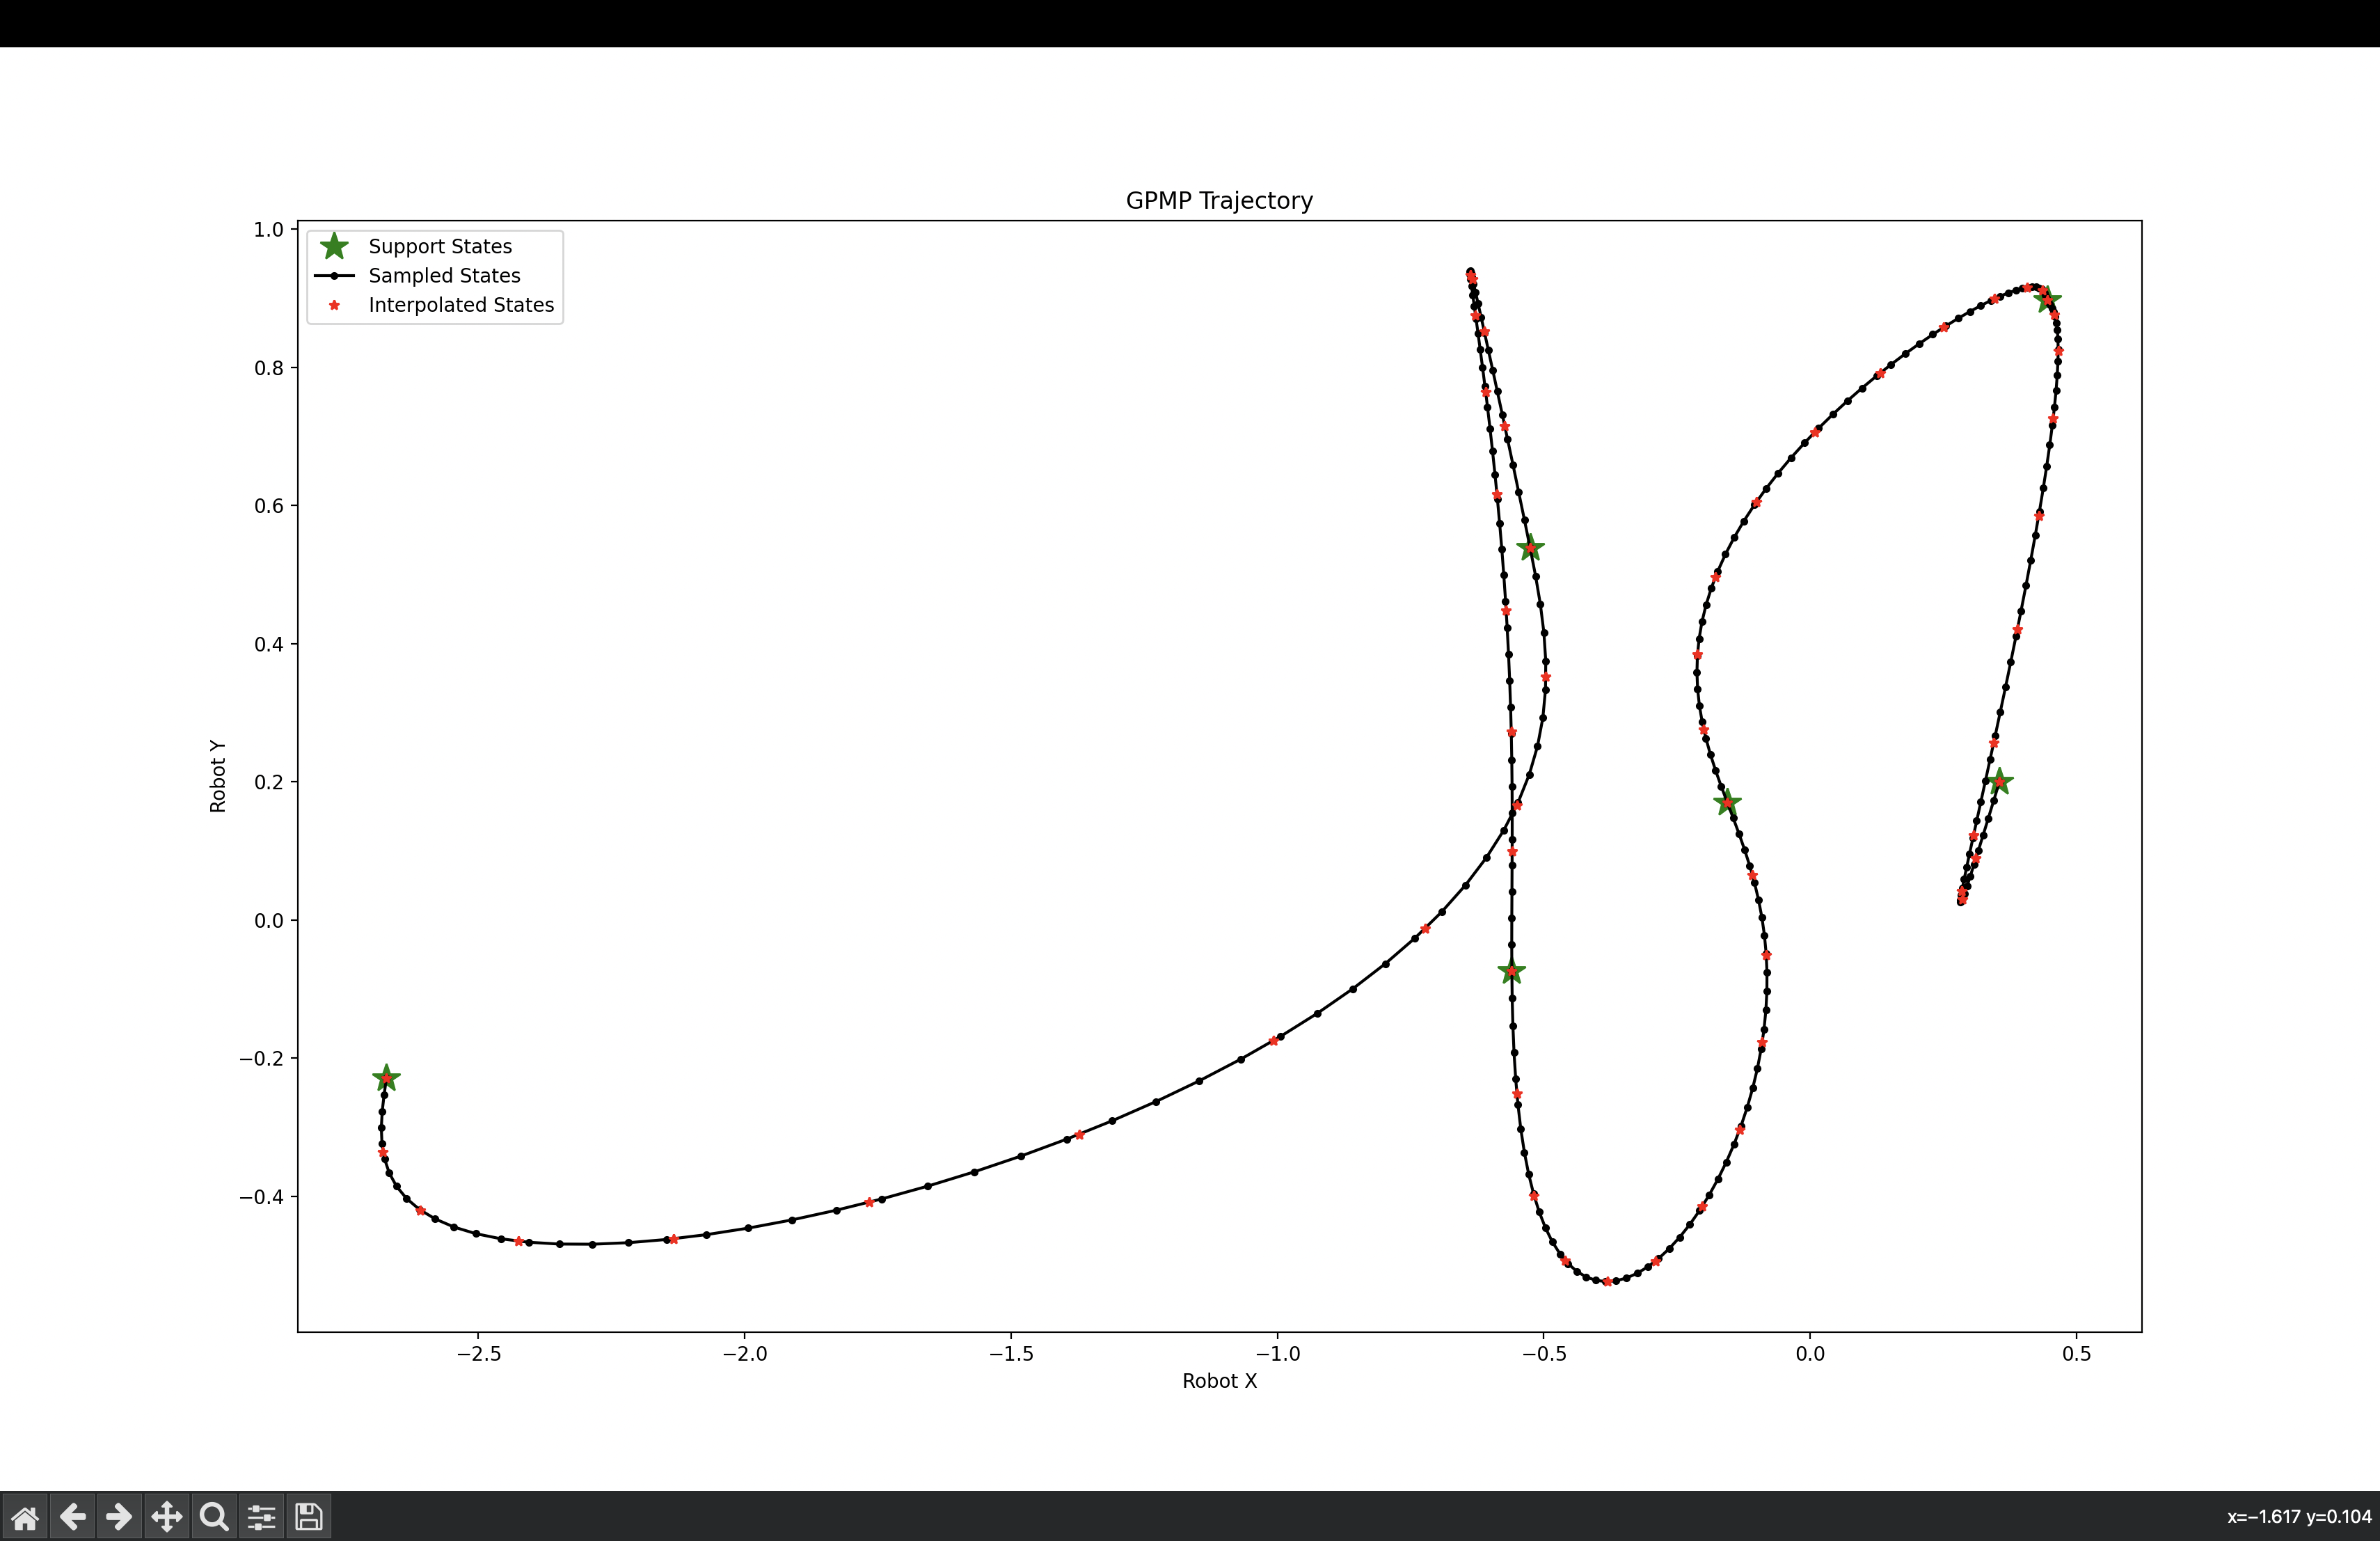 GPMP Trajectory
1.0
0.8
0.6
0.4
0.2
0.0
−0.2
−0.4
Robot Y
Support States
Sampled States
Interpolated States
−2.5 −2.0 −1.5 −1.0 −0.5 0.0 0.5
Robot X
x=−1.617 y=0.104